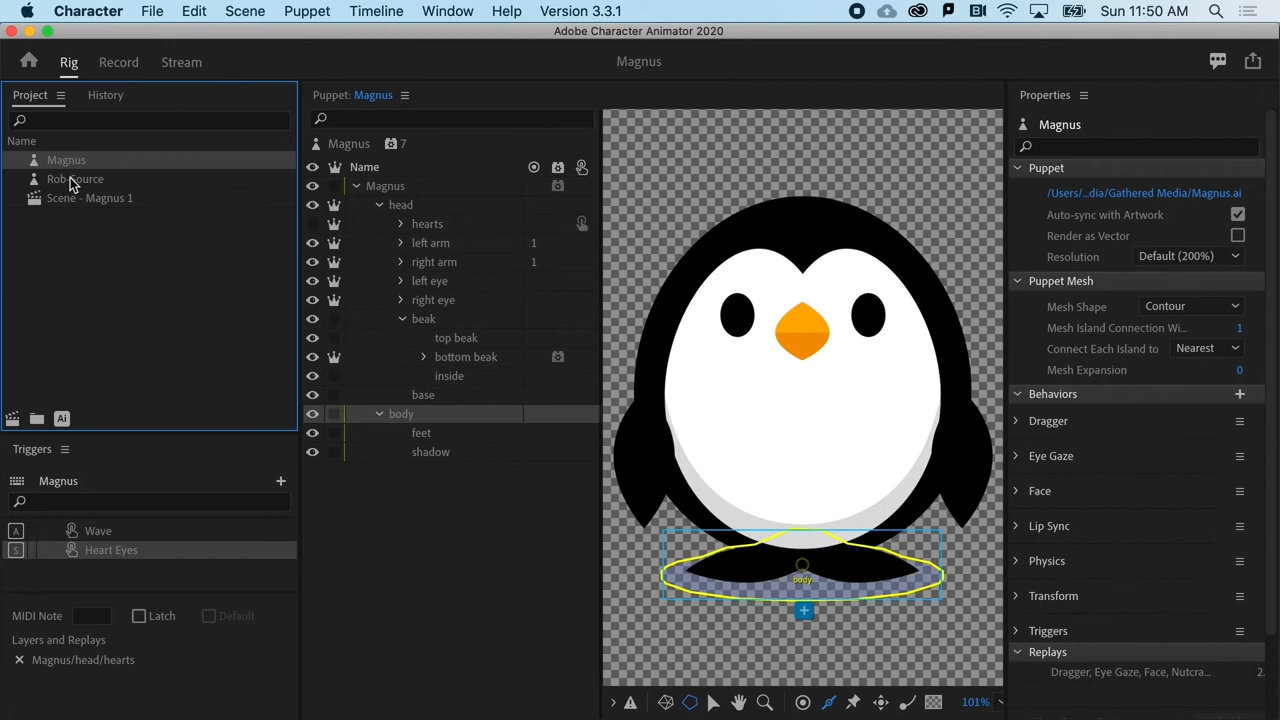 Character File Edit Scene Puppet Timeline Window Help Version 3.3.1 Sun 11:50 AM
Adobe Character Animator 2020
Rig Record Stream Magnus
Project History
Name
Magnus
Rob Source
Scene - Magnus 1
Ai
Triggers
Magnus
A Wave
S Heart Eyes
MIDI Note Latch Default
Layers and Replays
Magnus/head/hearts
Puppet: Magnus
Magnus 7
Name
Magnus
head
hearts
left arm 1
right arm 1
left eye
right eye
beak
top beak
bottom beak
inside
base
body
feet
shadow
body
101%
Properties
Magnus
Puppet
/Users/...dia/Gathered Media/Magnus.ai
Auto-sync with Artwork
Render as Vector
Resolution Default (200%)
Puppet Mesh
Mesh Shape Contour
Mesh Island Connection Wi... 1
Connect Each Island to Nearest
Mesh Expansion 0
Behaviors
Dragger
Eye Gaze
Face
Lip Sync
Physics
Transform
Triggers
Replays
Dragger, Eye Gaze, Face, Nutcra... 2.